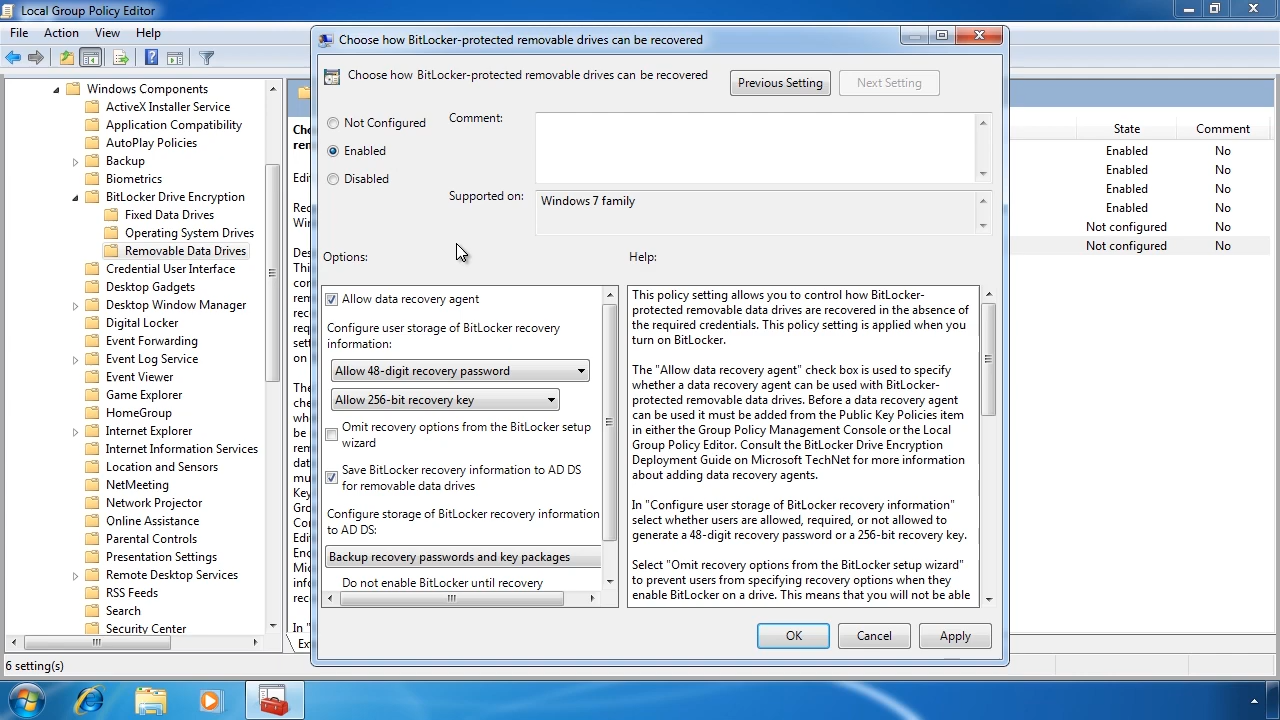 Local Group Policy Editor
File Action View Help
Windows Components
ActiveX Installer Service
Application Compatibility
AutoPlay Policies
Backup
Biometrics
BitLocker Drive Encryption
Fixed Data Drives
Operating System Drives
Removable Data Drives
Credential User Interface
Desktop Gadgets
Desktop Window Manager
Digital Locker
Event Forwarding
Event Log Service
Event Viewer
Game Explorer
HomeGroup
Internet Explorer
Internet Information Services
Location and Sensors
NetMeeting
Network Projector
Online Assistance
Parental Controls
Presentation Settings
Remote Desktop Services
RSS Feeds
Search
Security Center
6 setting(s)
Choose how BitLocker-protected removable drives can be recovered
Choose how BitLocker-protected removable drives can be recovered
Previous Setting
Next Setting
Not Configured
Enabled
Disabled
Comment:
Supported on:
Windows 7 family
Options:
Help:
Allow data recovery agent
Configure user storage of BitLocker recovery
information:
Allow 48-digit recovery password
Allow 256-bit recovery key
Omit recovery options from the BitLocker setup
wizard
Save BitLocker recovery information to AD DS
for removable data drives
Configure storage of BitLocker recovery information
to AD DS:
Backup recovery passwords and key packages
Do not enable BitLocker until recovery
This policy setting allows you to control how BitLocker-
protected removable data drives are recovered in the absence of
the required credentials. This policy setting is applied when you
turn on BitLocker.
The "Allow data recovery agent" check box is used to specify
whether a data recovery agent can be used with BitLocker-
protected removable data drives. Before a data recovery agent
can be used it must be added from the Public Key Policies item
in either the Group Policy Management Console or the Local
Group Policy Editor. Consult the BitLocker Drive Encryption
Deployment Guide on Microsoft TechNet for more information
about adding data recovery agents.
In "Configure user storage of BitLocker recovery information"
select whether users are allowed, required, or not allowed to
generate a 48-digit recovery password or a 256-bit recovery key.
Select "Omit recovery options from the BitLocker setup wizard"
to prevent users from specifying recovery options when they
enable BitLocker on a drive. This means that you will not be able
OK
Cancel
Apply
State Comment
Enabled No
Enabled No
Enabled No
Enabled No
Not configured No
Not configured No